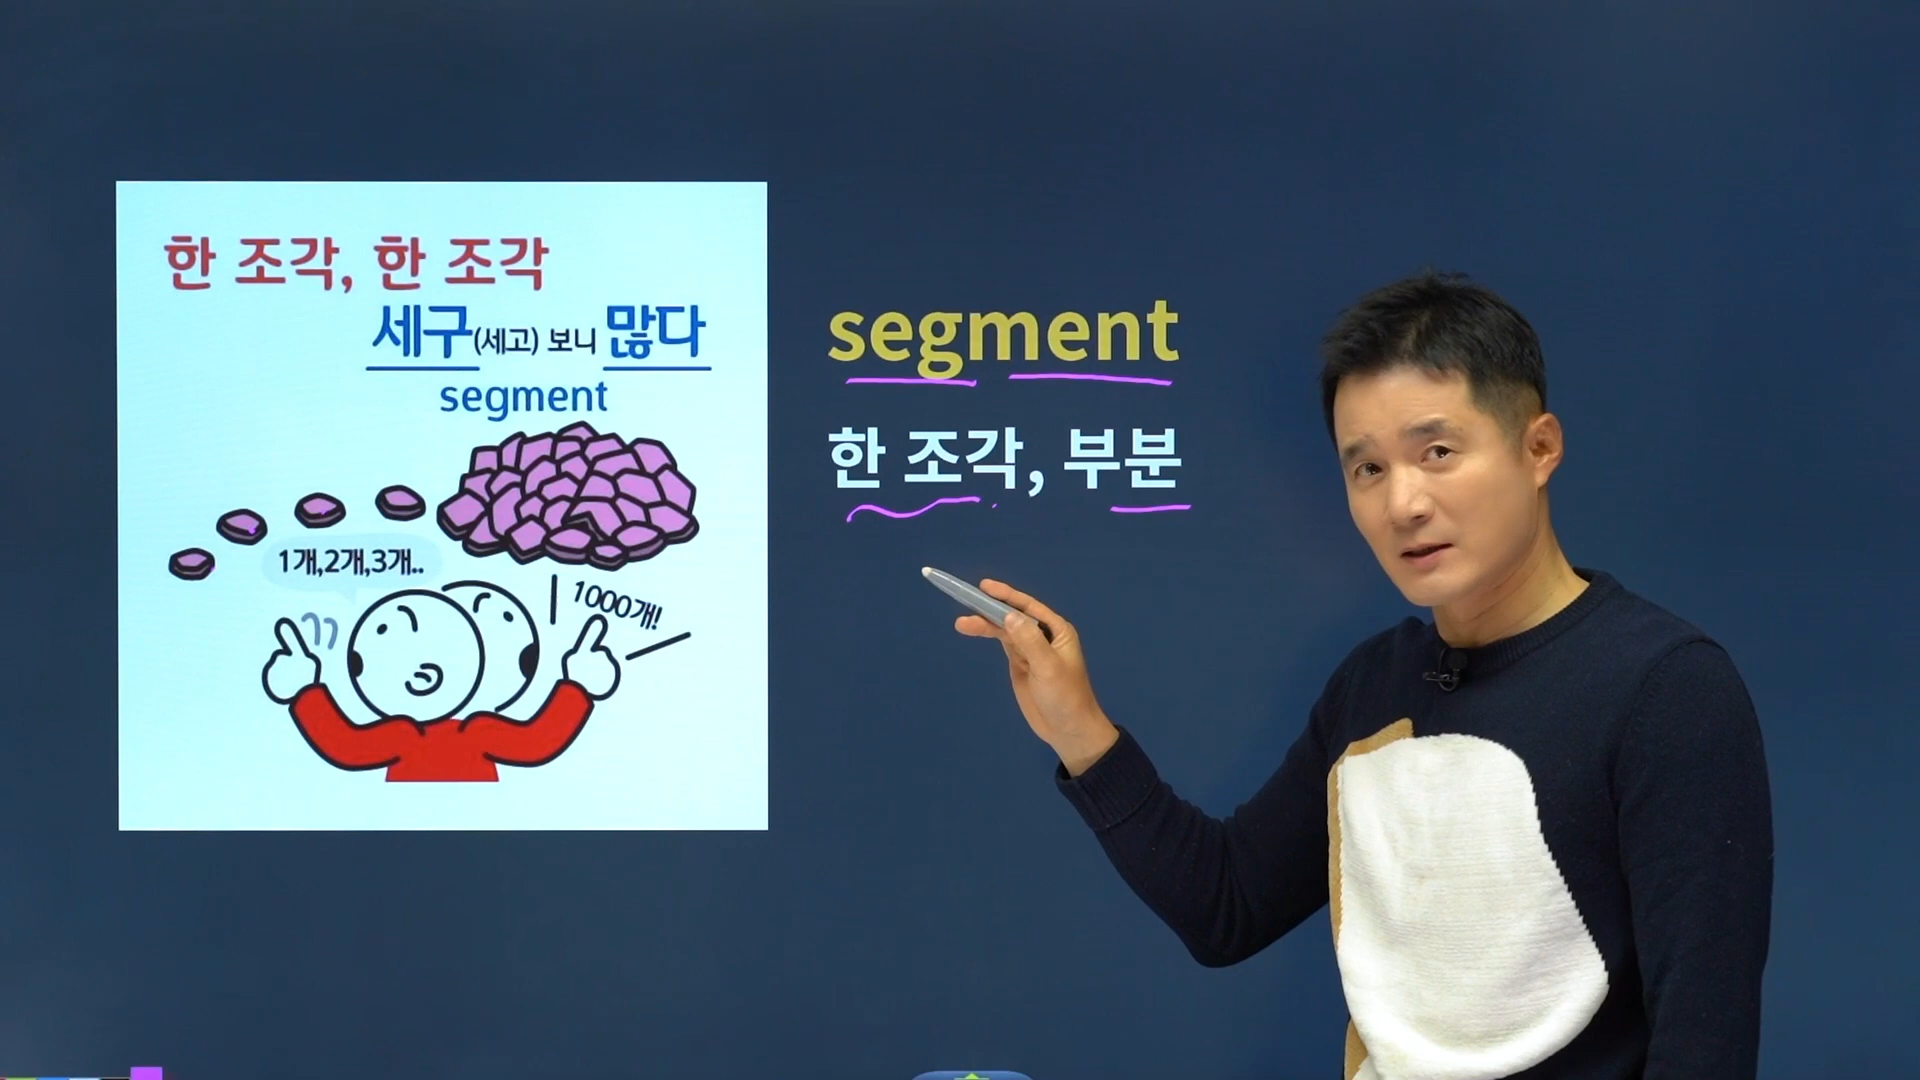 한 조각, 한 조각
세구(세고) 보니 많다
segment
1개,2개,3개..
1000개!
segment
한 조각, 부분